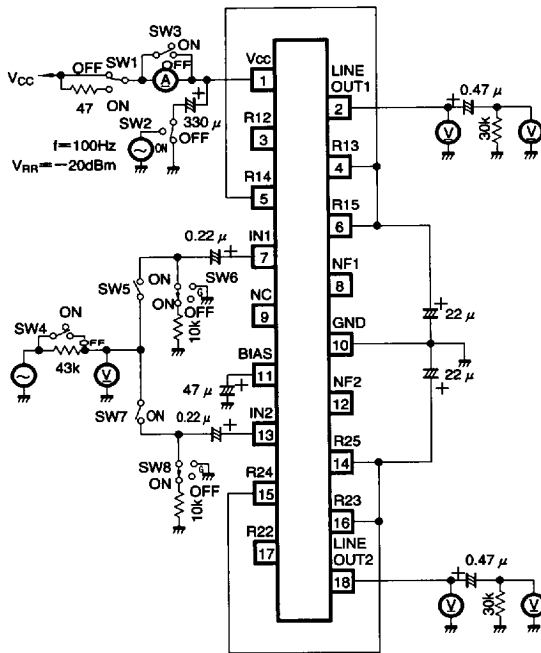 SW3
ON
SW1
OFF
OFF
VCC
A
47
ON
SW2
330 μ
+
OFF
ON
f=100Hz
VRR=-20dBm
VCC
1
LINE
OUT1
2
0.47 μ
+
V
30k
V
R12
3
R13
4
R14
5
R15
6
0.22 μ
+
IN1
7
NF1
8
SW6
ON
G
OFF
10k
SW5
ON
NC
9
GND
10
22 μ
+
22 μ
+
SW4
ON
OFF
43k
V
BIAS
11
47 μ
+
NF2
12
SW7
ON
0.22 μ
+
IN2
13
R25
14
SW8
ON
G
OFF
10k
R24
15
R23
16
R22
17
LINE
OUT2
18
0.47 μ
+
V
30k
V